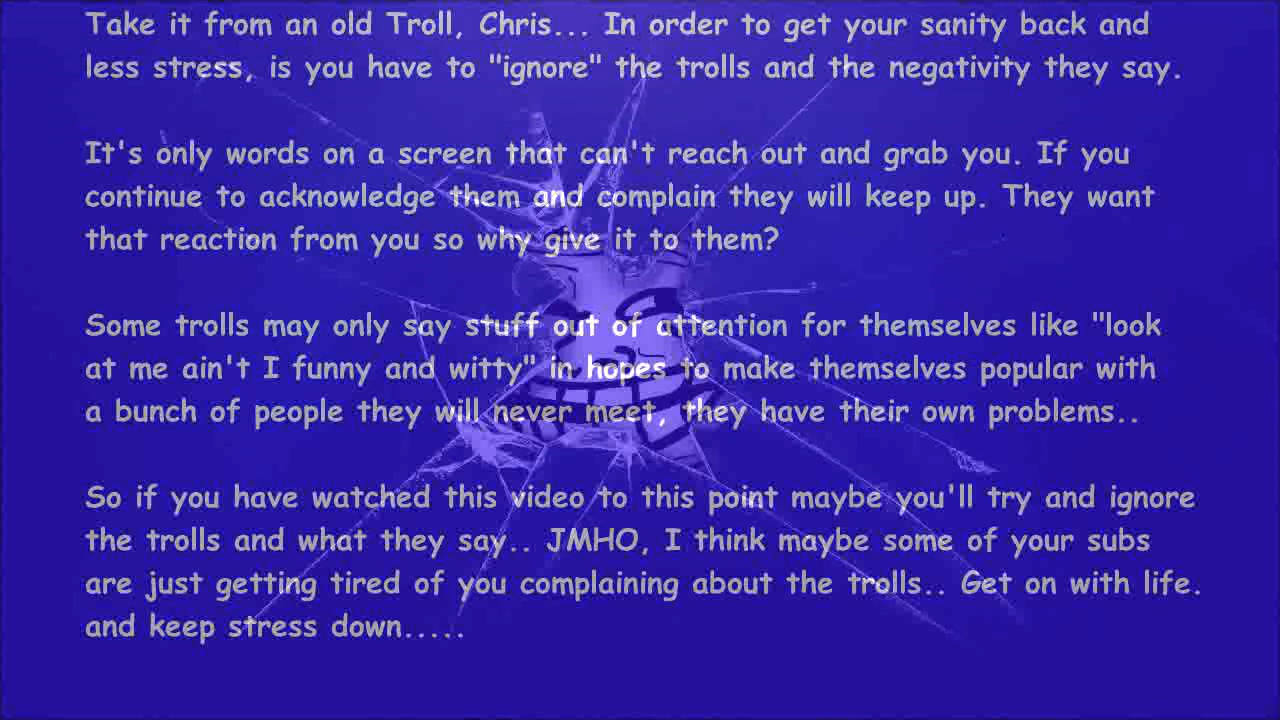 Take it from an old Troll, Chris... In order to get your sanity back and
less stress, is you have to "ignore" the trolls and the negativity they say.
It's only words on a screen that can't reach out and grab you. If you
continue to acknowledge them and complain they will keep up. They want
that reaction from you so why give it to them?
Some trolls may only say stuff out of attention for themselves like "look
at me ain't I funny and witty" in hopes to make themselves popular with
a bunch of people they will never meet, they have their own problems..
So if you have watched this video to this point maybe you'll try and ignore
the trolls and what they say.. JMHO, I think maybe some of your subs
are just getting tired of you complaining about the trolls.. Get on with life.
and keep stress down.....